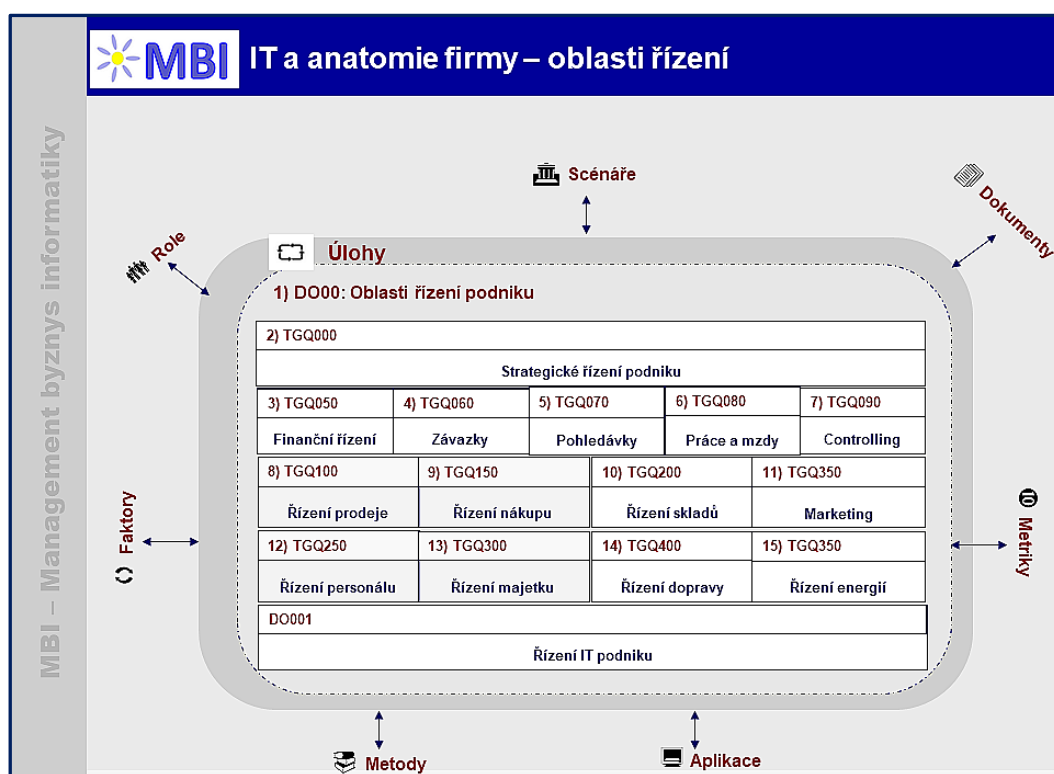 MBI
IT a anatomie firmy – oblasti řízení
MBI – Management byznys informatiky
Scénáře
Dokumenty
Role
Úlohy
1) DO00: Oblasti řízení podniku
2) TGQ000
Strategické řízení podniku
3) TGQ050
4) TGQ060
5) TGQ070
6) TGQ080
7) TGQ090
Finanční řízení
Závazky
Pohledávky
Práce a mzdy
Controlling
8) TGQ100
9) TGQ150
10) TGQ200
11) TGQ350
Řízení prodeje
Řízení nákupu
Řízení skladů
Marketing
12) TGQ250
13) TGQ300
14) TGQ400
15) TGQ350
Řízení personálu
Řízení majetku
Řízení dopravy
Řízení energií
DO001
Řízení IT podniku
Faktory
10
Metriky
Metody
Aplikace